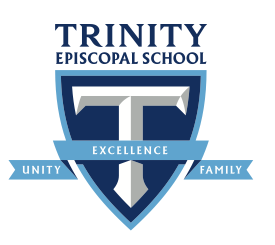 TRINITY
EPISCOPAL SCHOOL
T
EXCELLENCE
UNITY FAMILY